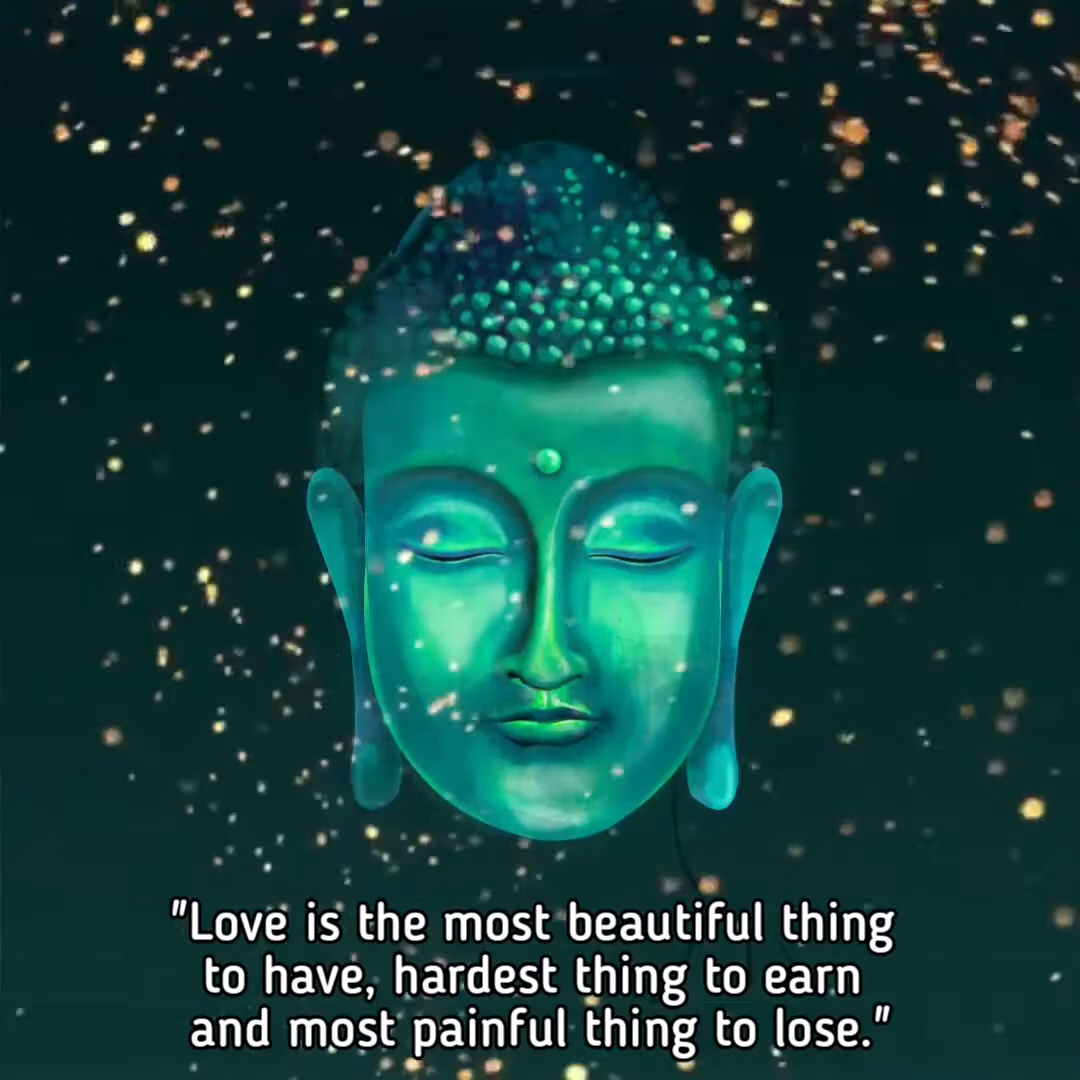 "Love is the most beautiful thing
to have, hardest thing to earn
and most painful thing to lose."